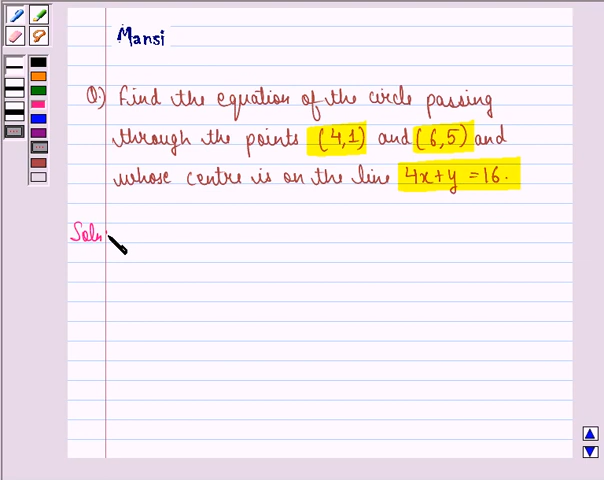 Mansi
Q.) Find the equation of the circle passing
through the points (4,1) and (6,5) and
whose centre is on the line 4x+y=16.
Soln